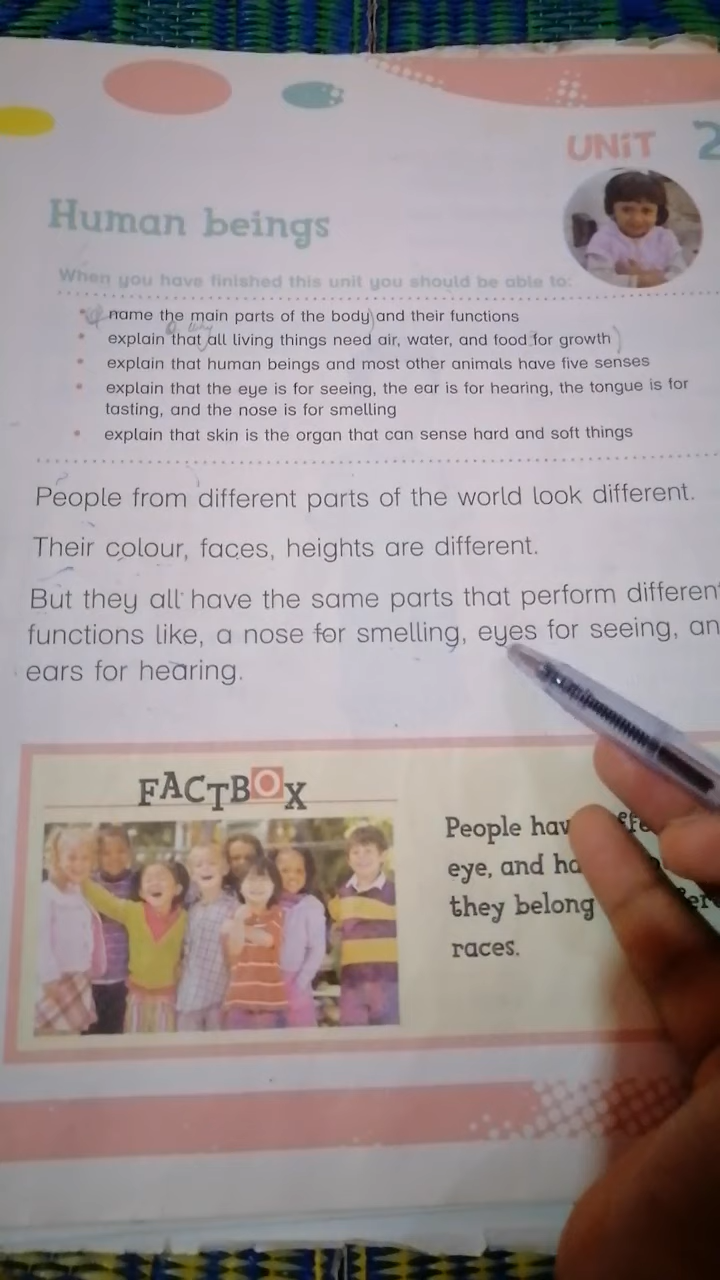 UNiT 2
Human beings
When you have finished this unit you should be able to:
• name the main parts of the body and their functions
• explain that all living things need air, water, and food for growth
• explain that human beings and most other animals have five senses
• explain that the eye is for seeing, the ear is for hearing, the tongue is for
tasting, and the nose is for smelling
• explain that skin is the organ that can sense hard and soft things
People from different parts of the world look different.
Their colour, faces, heights are different.
But they all have the same parts that perform differen
functions like, a nose for smelling, eyes for seeing, an
ears for hearing.
FACTBOX
People hav
eye, and ha
they belong
races.